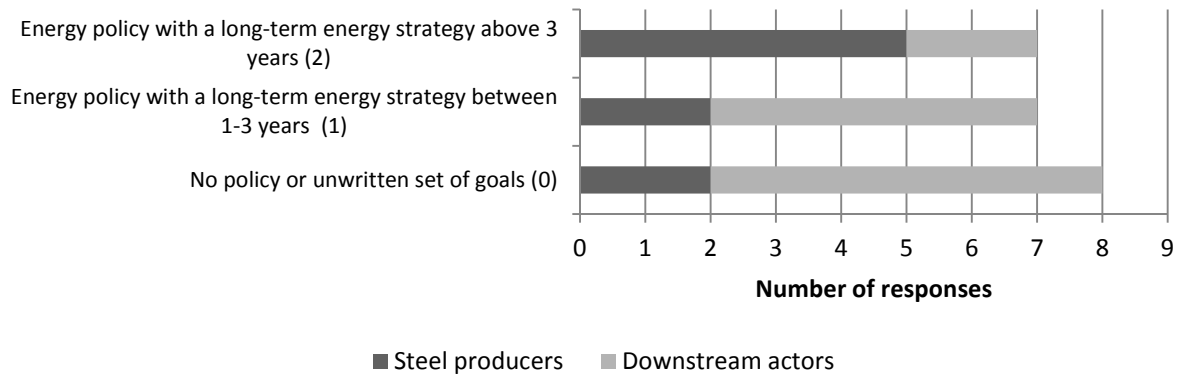 Energy policy with a long-term energy strategy above 3
years (2)
Energy policy with a long-term energy strategy between
1-3 years  (1)
No policy or unwritten set of goals (0)
0 1 2 3 4 5 6 7 8 9
Number of responses
Steel producers Downstream actors